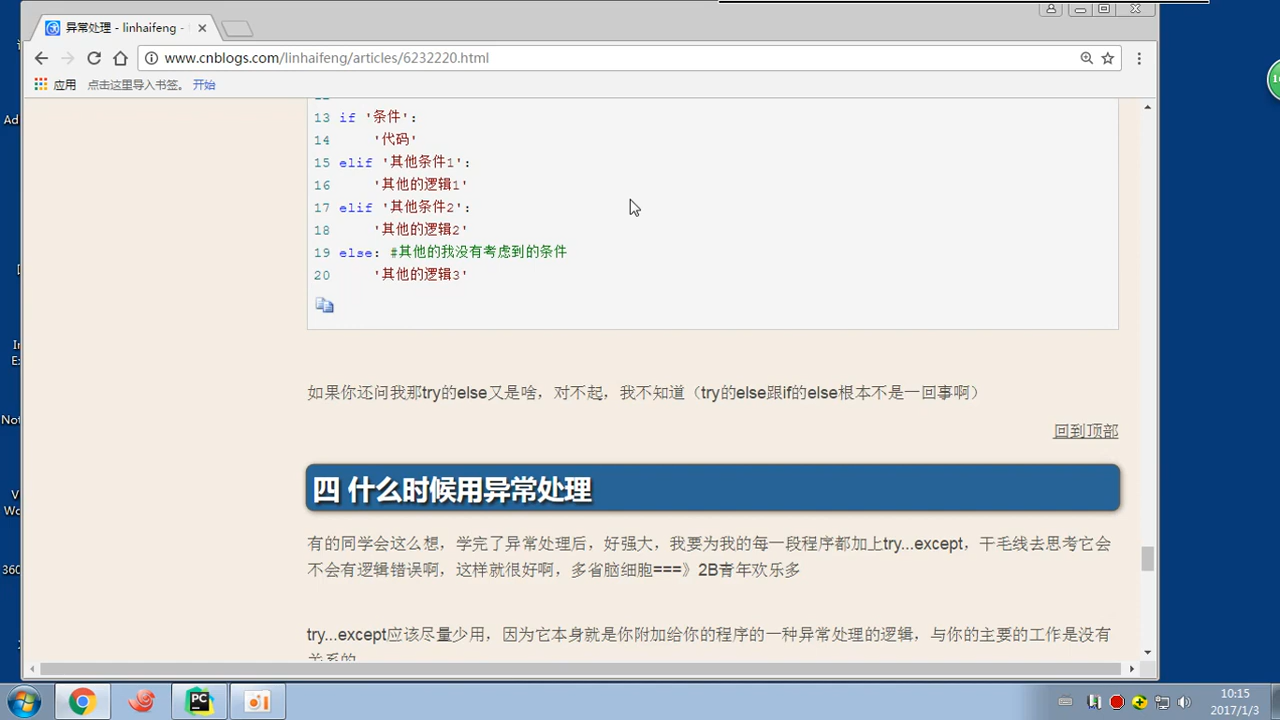 异常处理 - linhaifeng -
www.cnblogs.com/linhaifeng/articles/6232220.html
应用 点击这里导入书签。 开始
13 if '条件':
14 '代码'
15 elif '其他条件1':
16 '其他的逻辑1'
17 elif '其他条件2':
18 '其他的逻辑2'
19 else: #其他的我没有考虑到的条件
20 '其他的逻辑3'
如果你还问我那try的else又是啥，对不起，我不知道（try的else跟if的else根本不是一回事啊）
回到顶部
四 什么时候用异常处理
有的同学会这么想，学完了异常处理后，好强大，我要为我的每一段程序都加上try...except，干毛线去思考它会
不会有逻辑错误啊，这样就很好啊，多省脑细胞===》2B青年欢乐多
try...except应该尽量少用，因为它本身就是你附加给你的程序的一种异常处理的逻辑，与你的主要的工作是没有
关系的
Ad
Not
360
PC
10:15
2017/1/3